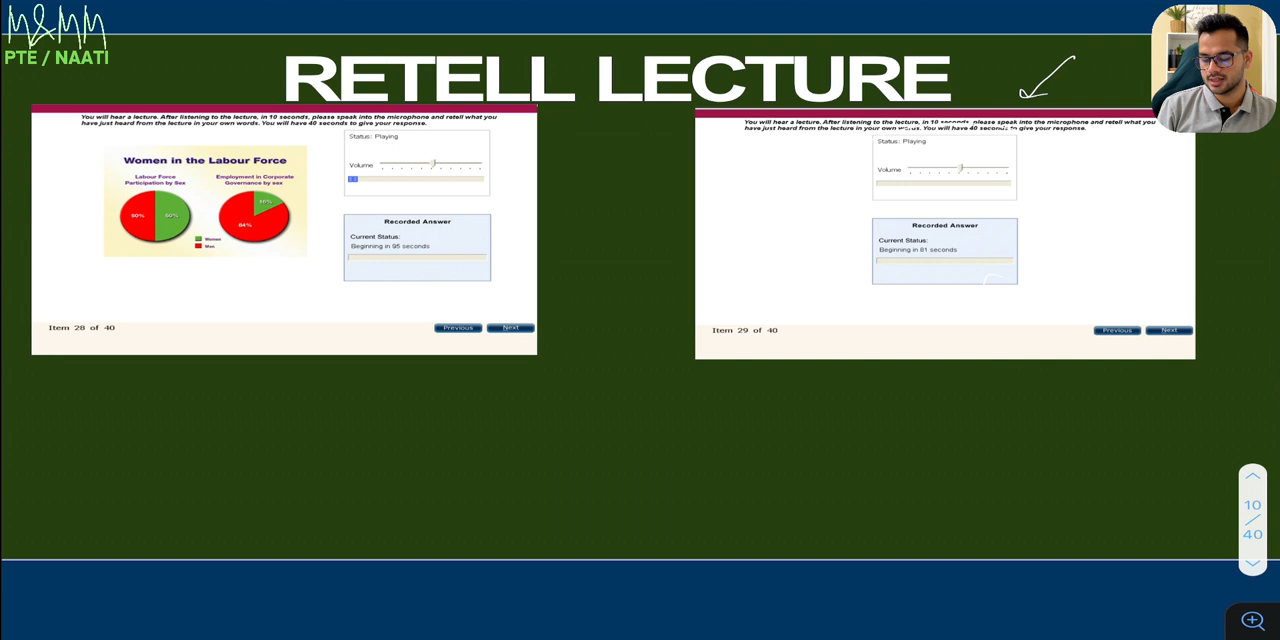 PTE / NAATI
RETELL LECTURE
You will hear a lecture. After listening to the lecture, in 10 seconds, please speak into the microphone and retell what you
have just heard from the lecture in your own words. You will have 40 seconds to give your response.
Women in the Labour Force
Labour Force
Participation by Sex
Employment in Corporate
Governance by sex
50%
50%
16%
84%
Women
Men
Status: Playing
Volume
Recorded Answer
Current Status:
Beginning in 95 seconds
Item 28 of 40
Previous
Next
You will hear a lecture. After listening to the lecture, in 10 seconds, please speak into the microphone and retell what you
have just heard from the lecture in your own words. You will have 40 seconds to give your response.
Status: Playing
Volume
Recorded Answer
Current Status:
Beginning in 81 seconds
Item 29 of 40
Previous
Next
10
/
40